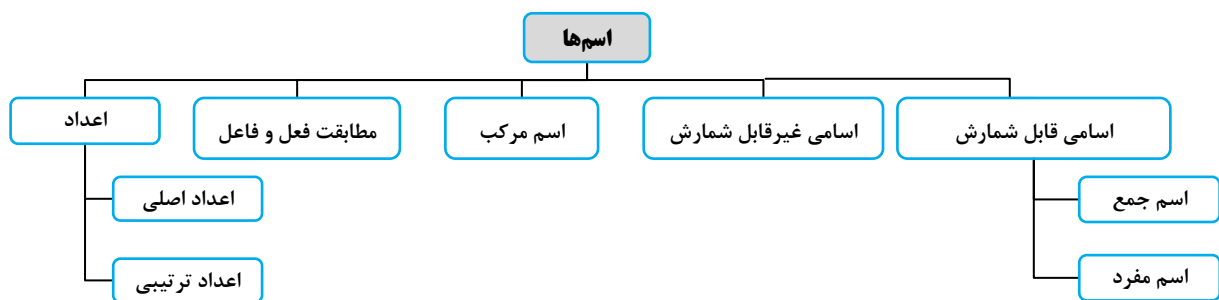 اسم‌ها
اسامی قابل شمارش
اسامی غیرقابل شمارش
اسم مرکب
مطابقت فعل و فاعل
اعداد
اسم جمع
اسم مفرد
اعداد اصلی
اعداد ترتیبی